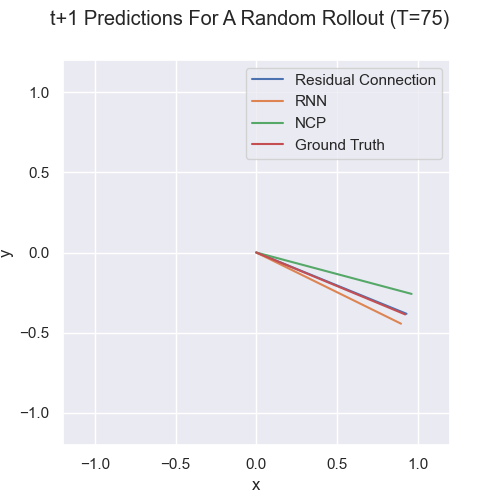 t+1 Predictions For A Random Rollout (T=75)
Residual Connection
RNN
NCP
Ground Truth
1.0
0.5
0.0
−0.5
−1.0
y
−1.0
−0.5
0.0
0.5
1.0
x